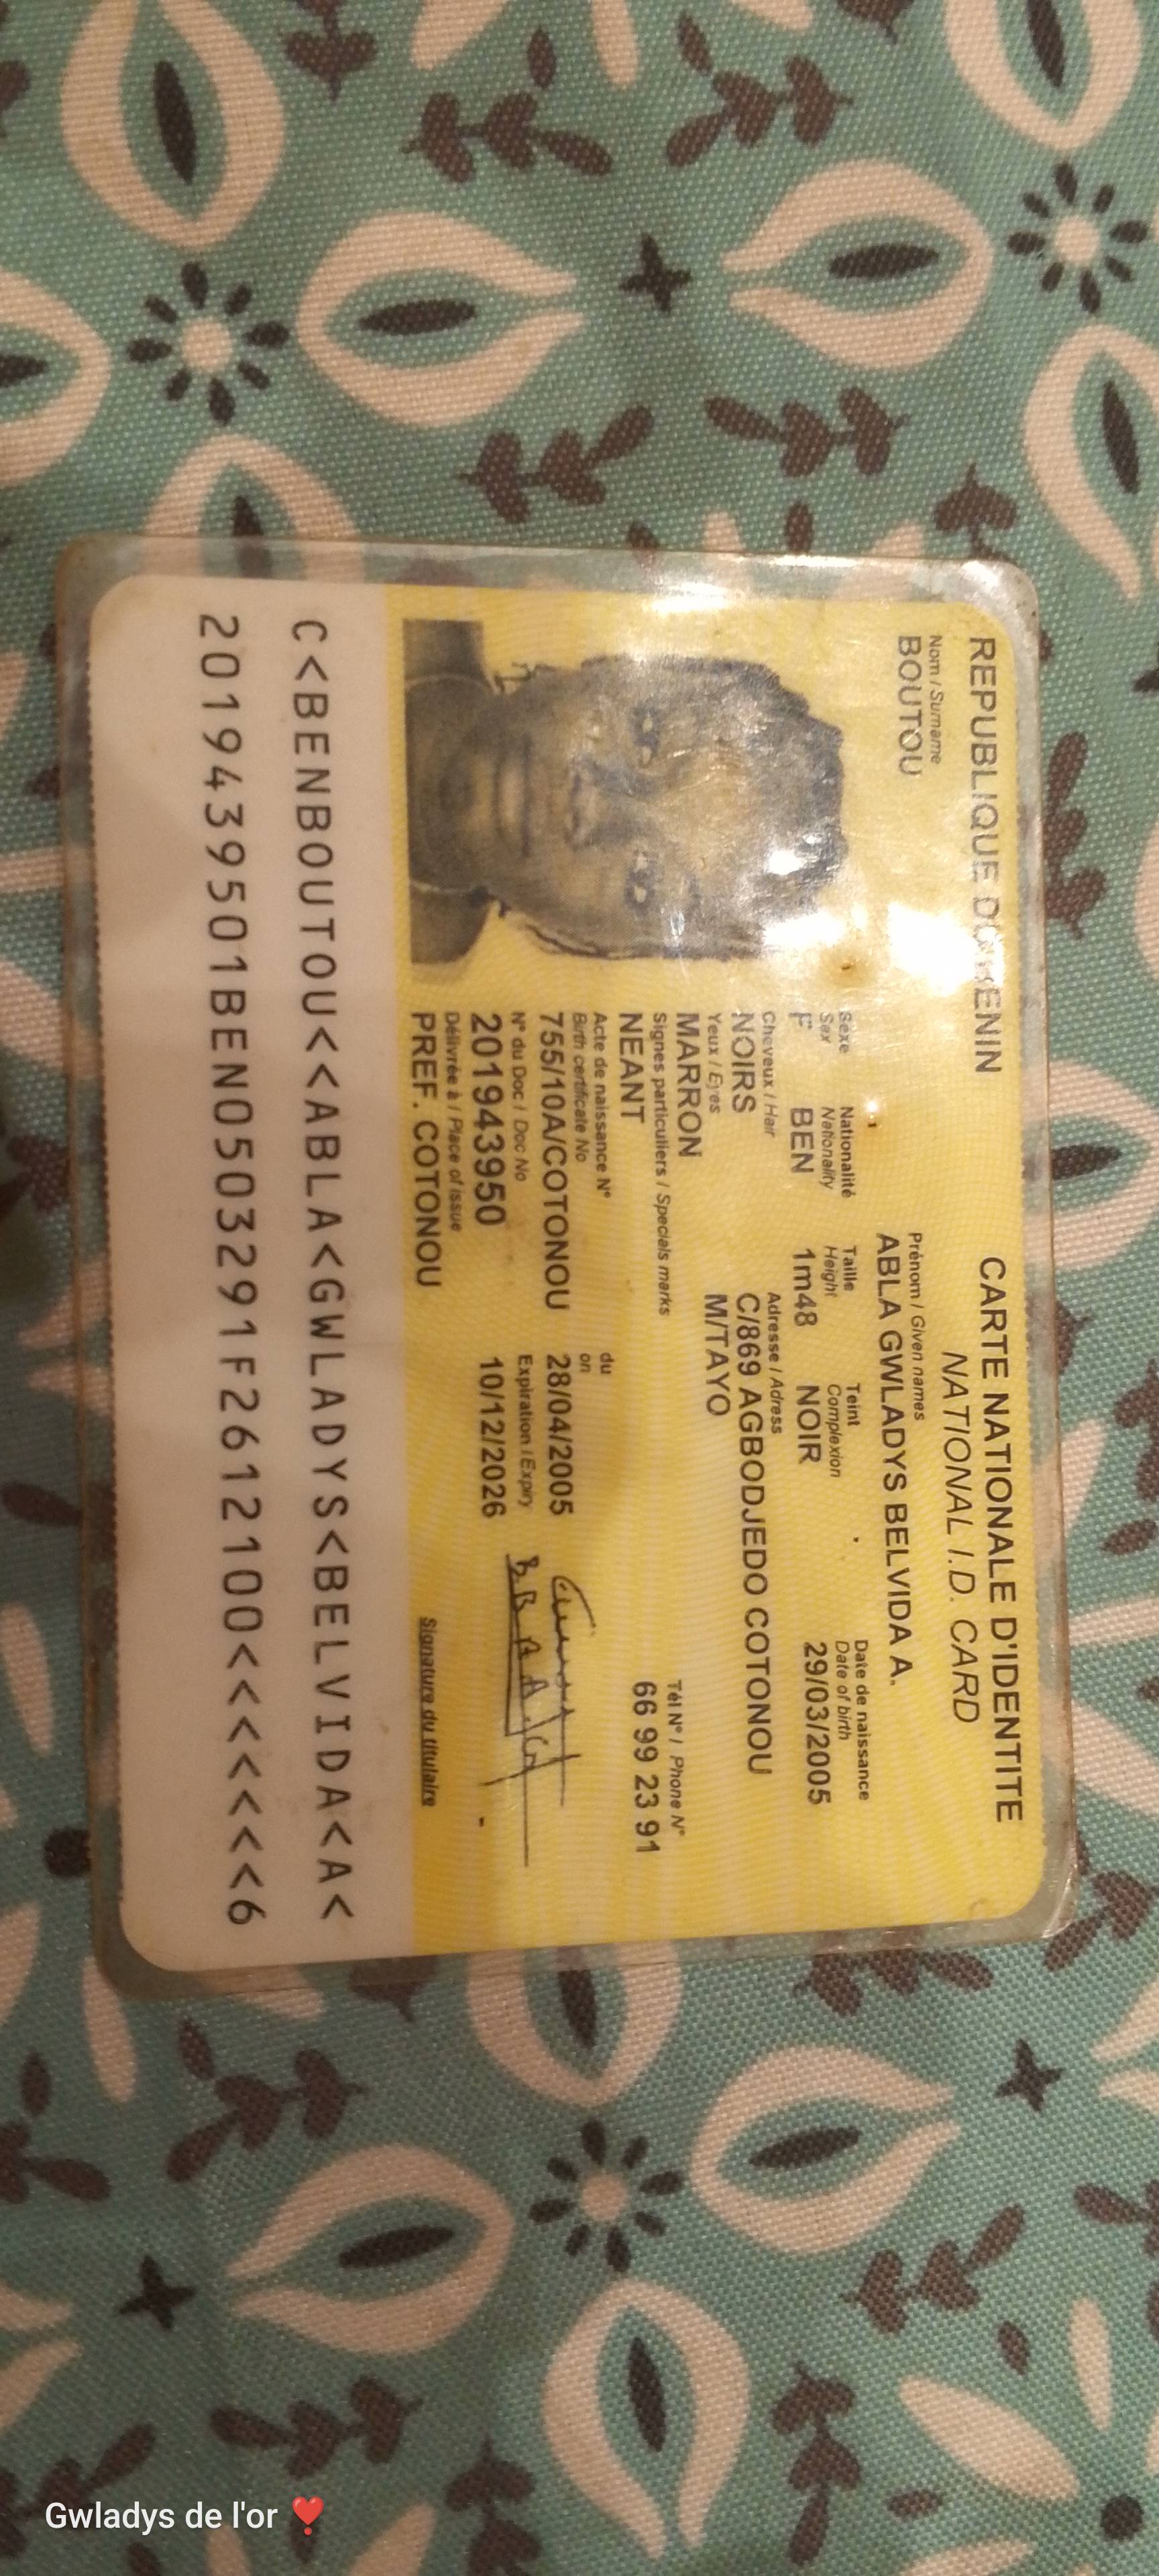 REPUBLIQUE DU BENIN
CARTE NATIONALE D'IDENTITE
NATIONAL I.D. CARD
Nom / Surname
BOUTOU
Prénom / Given names
ABLA GWLADYS BELVIDA A.
Sexe Nationalité Taille Teint Date de naissance
Sex Nationality Height Complexion Date of birth
F BEN 1m48 NOIR 29/03/2005
Cheveux / Hair Adresse / Adress
NOIRS C/869 AGBODJEDO COTONOU
Yeux / Eyes M/TAYO
MARRON
Signes particuliers / Specials marks Tél N° / Phone N°
NEANT 66 99 23 91
Acte de naissance N° du
Birth certificate No on
755/10A/COTONOU 28/04/2005
N° du Doc / Doc No Expiration / Expiry
201943950 10/12/2026
Délivrée à / Place of issue
PREF. COTONOU
Signature du titulaire
C<BENBOUTOU<<ABLA<GWLADYS<BELVIDA<A<
2019439501BEN0503291F2612100<<<<<<<6
Gwladys de l'or ❣️